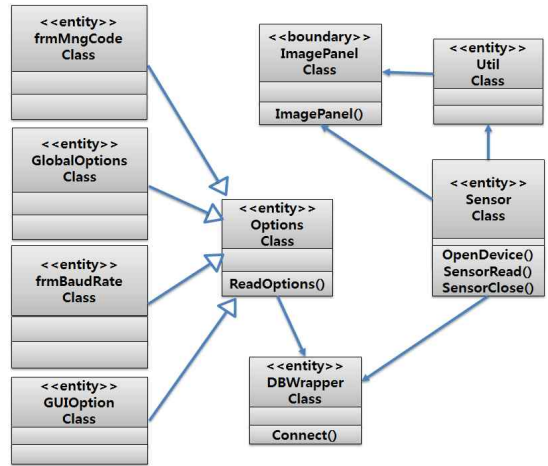 <<entity>>
frmMngCode
Class
<<entity>>
GlobalOptions
Class
<<entity>>
frmBaudRate
Class
<<entity>>
GUIOption
Class
<<entity>>
Options
Class
ReadOptions()
<<boundary>>
ImagePanel
Class
ImagePanel()
<<entity>>
Util
Class
<<entity>>
Sensor
Class
OpenDevice()
SensorRead()
SensorClose()
<<entity>>
DBWrapper
Class
Connect()